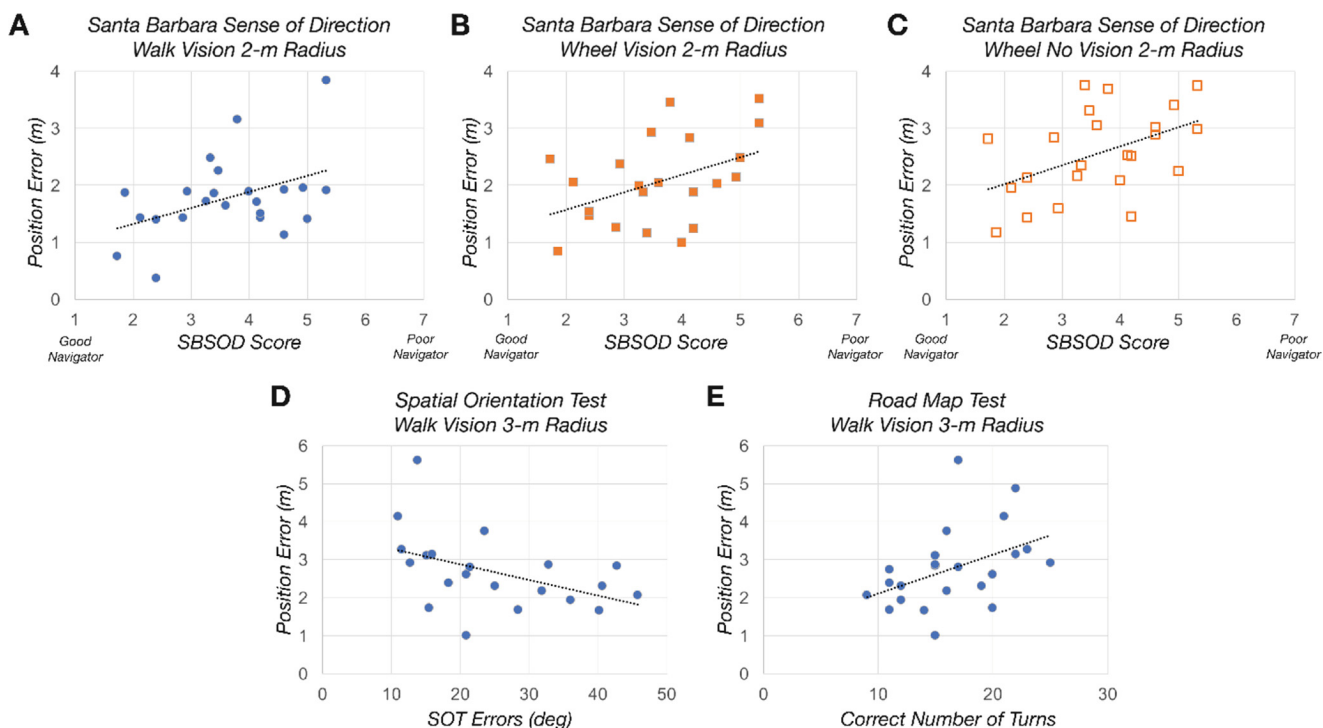 A
Santa Barbara Sense of Direction
Walk Vision 2-m Radius
Position Error (m)
4
3
2
1
0
1 2 3 4 5 6 7
Good
Navigator
SBSOD Score
Poor
Navigator
B
Santa Barbara Sense of Direction
Wheel Vision 2-m Radius
Position Error (m)
4
3
2
1
0
1 2 3 4 5 6 7
Good
Navigator
SBSOD Score
Poor
Navigator
C
Santa Barbara Sense of Direction
Wheel No Vision 2-m Radius
Position Error (m)
4
3
2
1
0
1 2 3 4 5 6 7
Good
Navigator
SBSOD Score
Poor
Navigator
D
Spatial Orientation Test
Walk Vision 3-m Radius
Position Error (m)
6
5
4
3
2
1
0
0 10 20 30 40 50
SOT Errors (deg)
E
Road Map Test
Walk Vision 3-m Radius
Position Error (m)
6
5
4
3
2
1
0
0 10 20 30
Correct Number of Turns